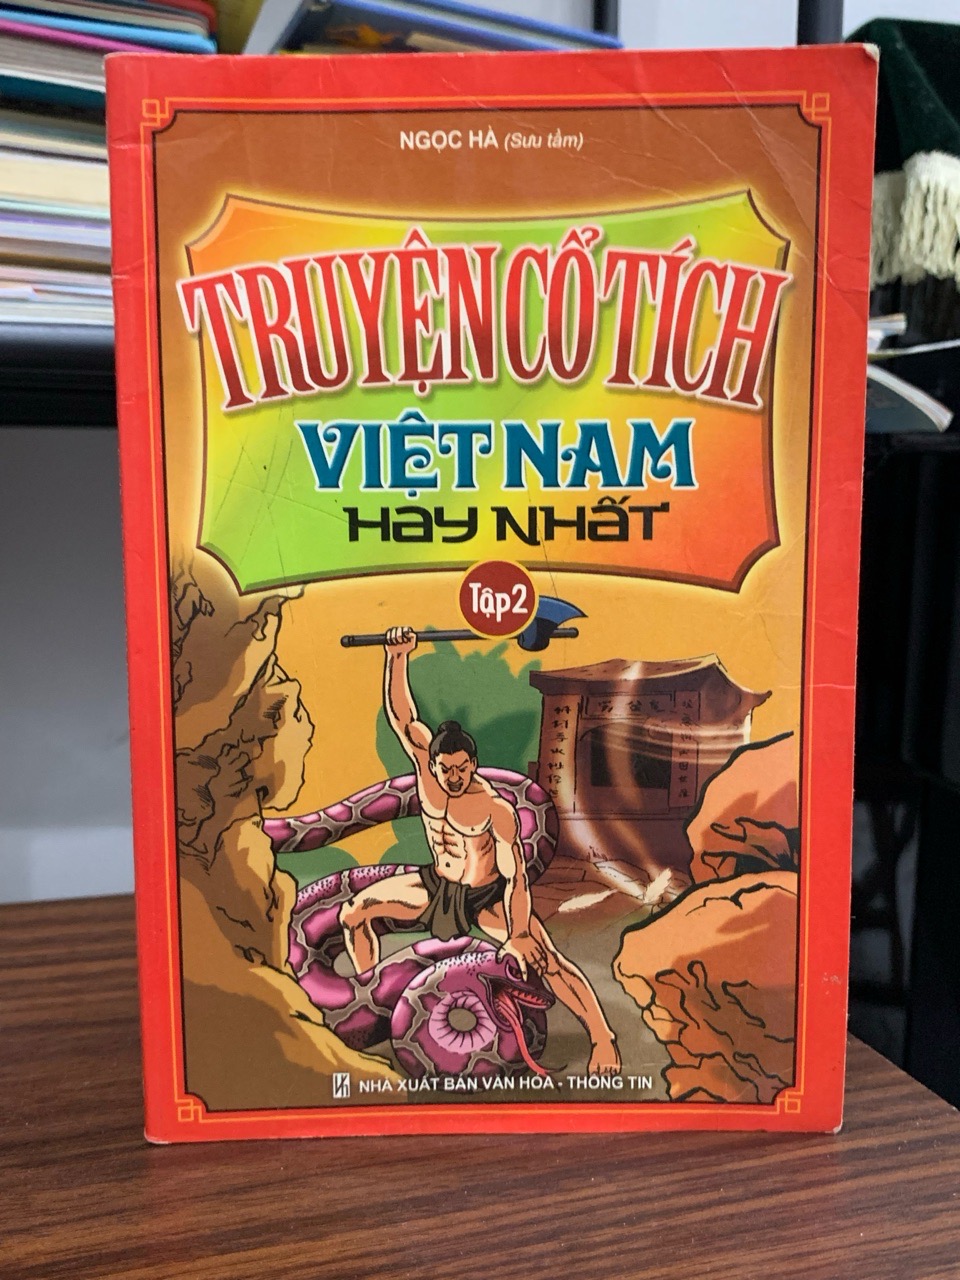 NGỌC HÀ (Sưu tầm)
TRUYỆN CỔ TÍCH
VIỆT NAM
HAY NHẤT
Tập 2
NHÀ XUẤT BẢN VĂN HÓA - THÔNG TIN